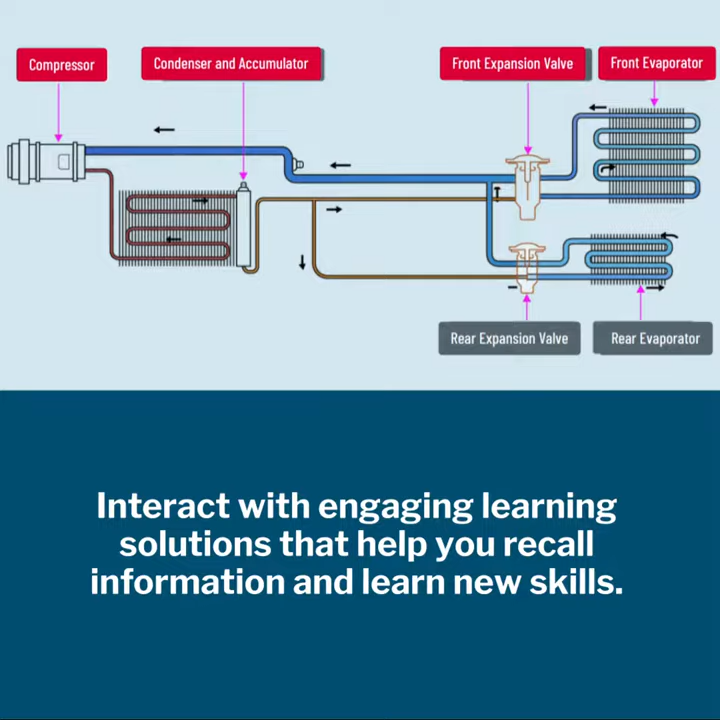 Compressor
Condenser and Accumulator
Front Expansion Valve
Front Evaporator
Rear Expansion Valve
Rear Evaporator
Interact with engaging learning
solutions that help you recall
information and learn new skills.